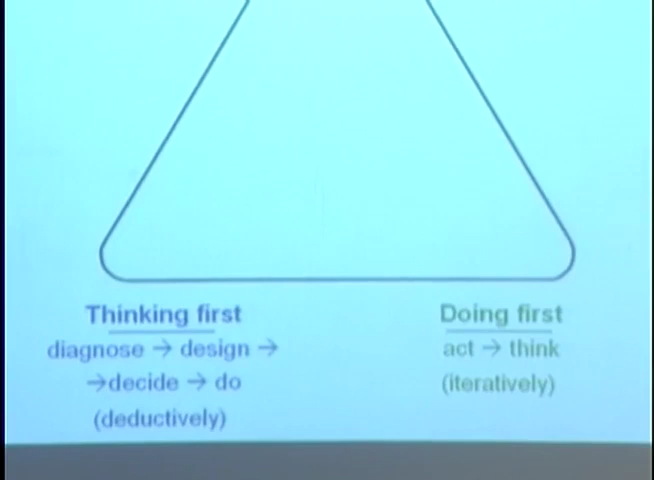 Thinking first
diagnose → design →
→decide → do
(deductively)
Doing first
act → think
(iteratively)